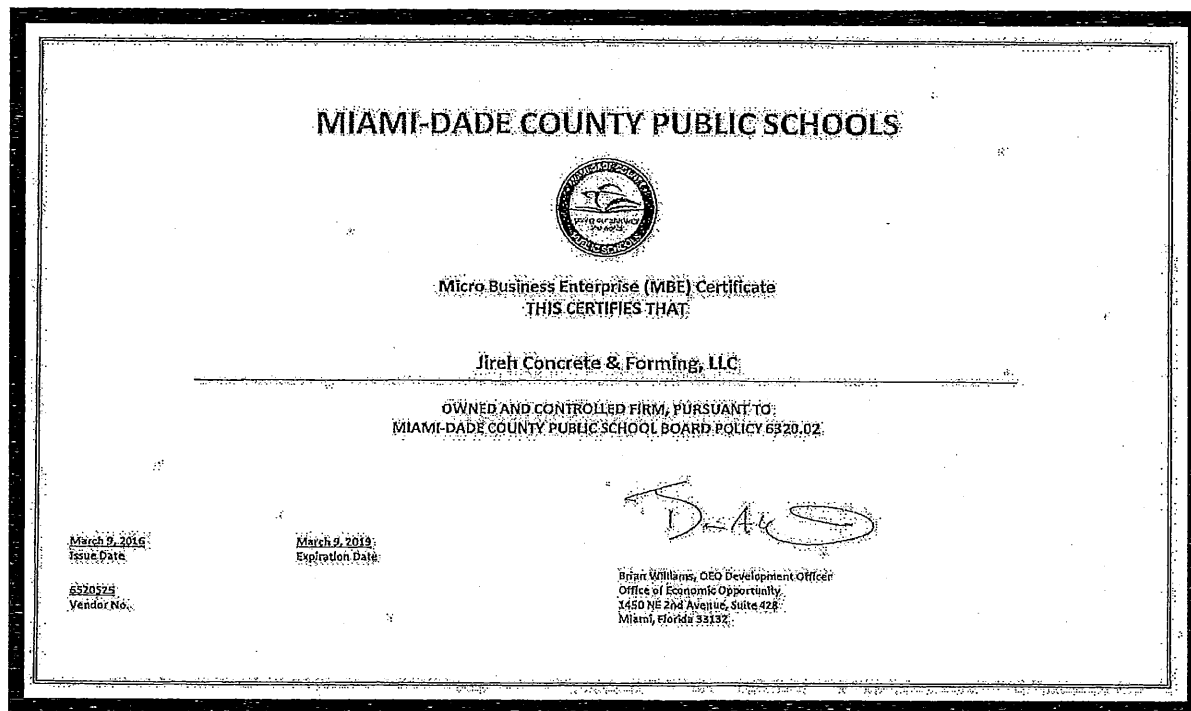 MIAMI-DADE COUNTY PUBLIC SCHOOLS
PUBLIC SCHOOLS
Micro Business Enterprise (MBE) Certificate
THIS CERTIFIES THAT
Jireh Concrete & Forming, LLC
OWNED AND CONTROLLED FIRM, PURSUANT TO
MIAMI-DADE COUNTY PUBLIC SCHOOL BOARD POLICY 6320.02
March 9, 2016
Issue Date
March 9, 2019
Expiration Date
6520525
Vendor No.
Brian Williams, OEO Development Officer
Office of Economic Opportunity
1450 NE 2nd Avenue, Suite 428
Miami, Florida 33132